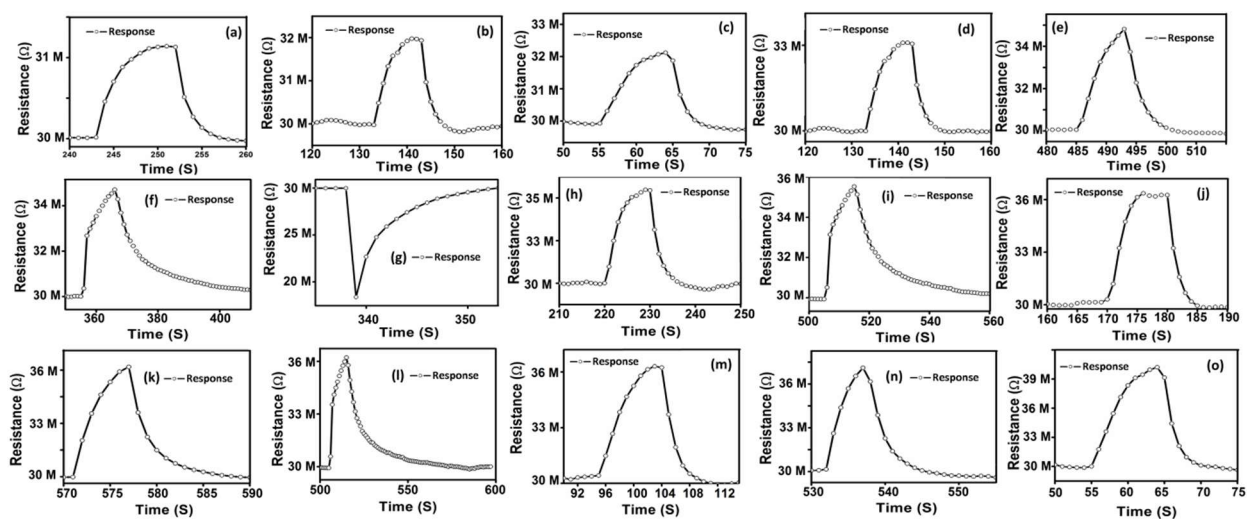 Resistance (Ω)
31 M
30 M
Response
(a)
240 245 250 255 260
Time (S)
Resistance (Ω)
32 M
31 M
30 M
Response
(b)
120 130 140 150 160
Time (S)
Resistance (Ω)
33 M
32 M
31 M
30 M
Response
(c)
50 55 60 65 70 75
Time (S)
Resistance (Ω)
33 M
30 M
Response
(d)
120 130 140 150 160
Time (S)
Resistance (Ω)
34 M
32 M
30 M
(e)
Response
480 485 490 495 500 510
Time (S)
Resistance (Ω)
34 M
32 M
30 M
(f)
Response
360 380 400
Time (S)
Resistance (Ω)
30 M
25 M
20 M
(g)
Response
340 350
Time (S)
Resistance (Ω)
35 M
33 M
30 M
(h)
Response
210 220 230 240 250
Time (S)
Resistance (Ω)
36 M
34 M
32 M
30 M
(i)
Response
500 520 540 560
Time (S)
Resistance (Ω)
36 M
33 M
30 M
Response
(j)
160 165 170 175 180 185 190
Time (S)
Resistance (Ω)
36 M
33 M
30 M
(k)
Response
570 575 580 585 590
Time (S)
Resistance (Ω)
36 M
33 M
30 M
(l)
Response
500 550 600
Time (S)
Resistance (Ω)
36 M
33 M
30 M
Response
(m)
92 96 100 104 108 112
Time (S)
Resistance (Ω)
36 M
33 M
30 M
(n)
Response
530 540 550
Time (S)
Resistance (Ω)
39 M
36 M
33 M
30 M
Response
(o)
50 55 60 65 70 75
Time (S)